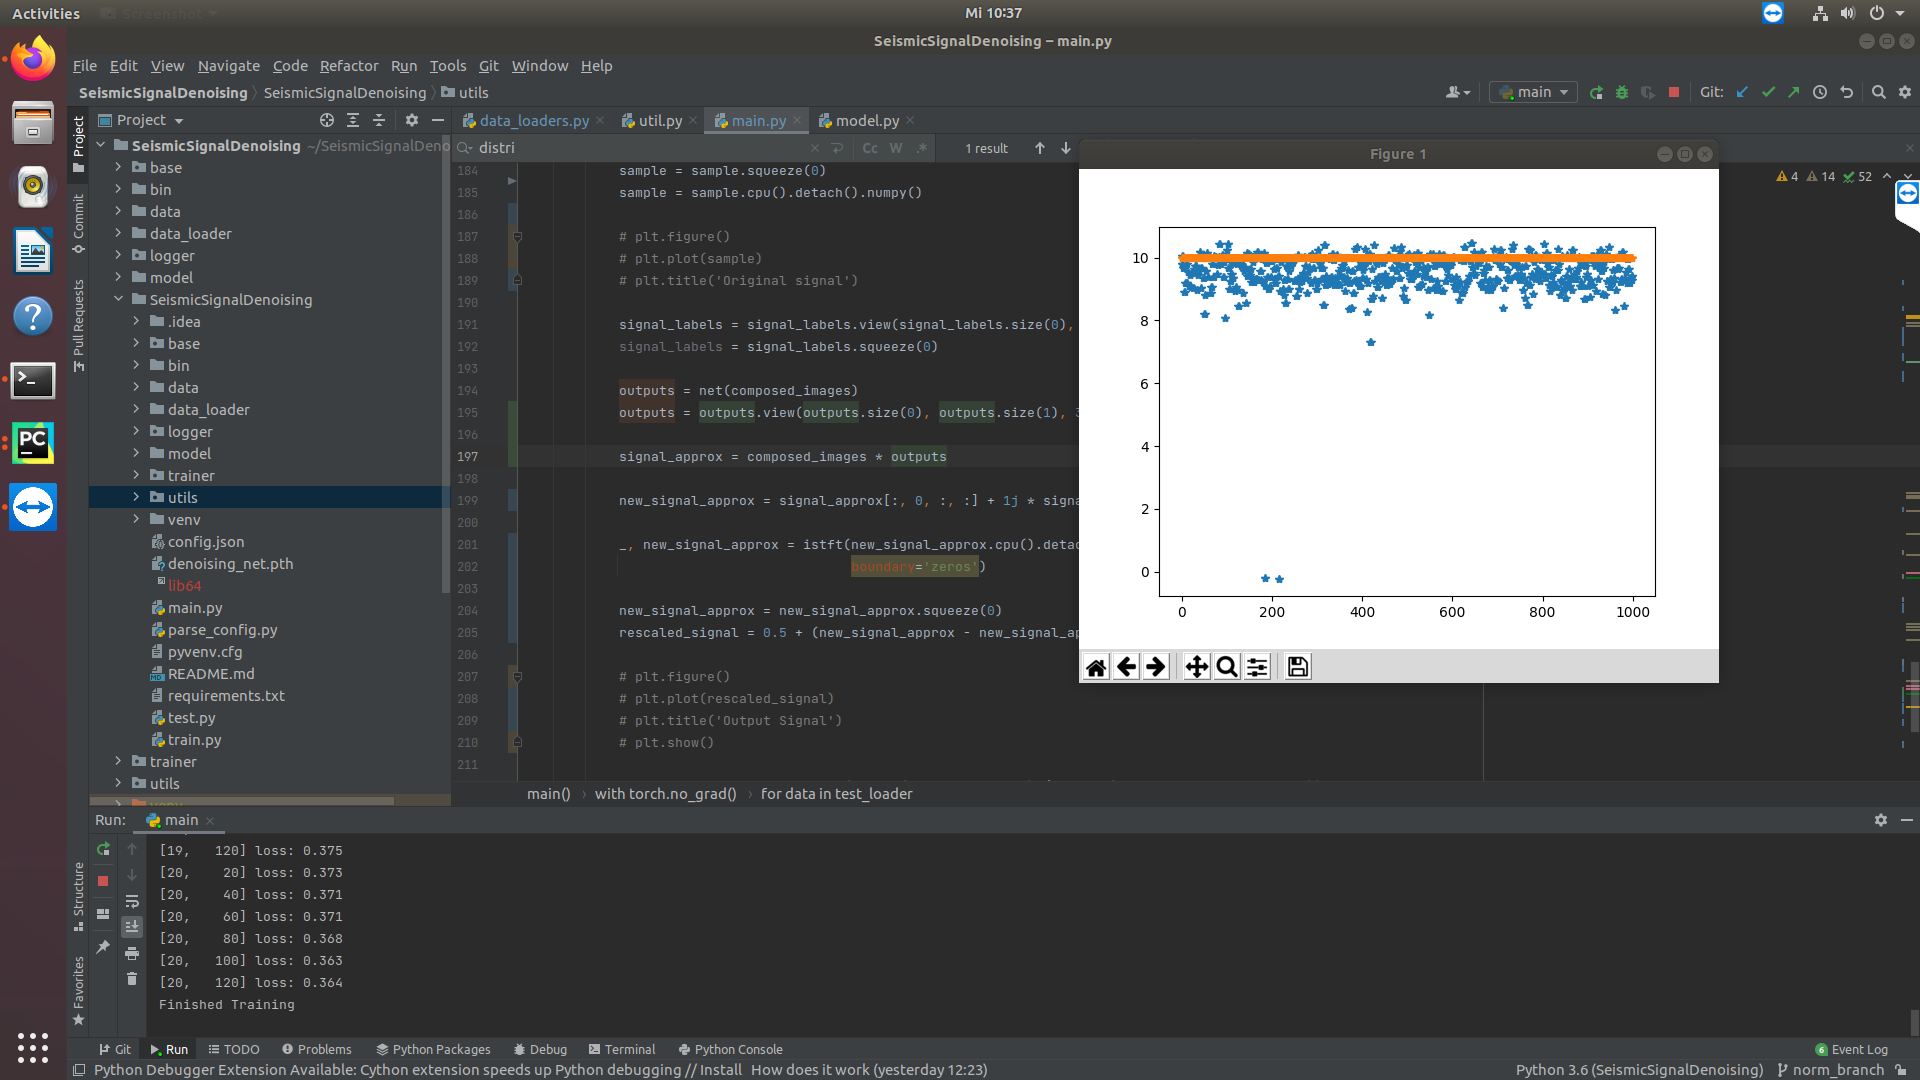 Activities
Screenshot
Mi 10:37
SeismicSignalDenoising – main.py
File Edit View Navigate Code Refactor Run Tools Git Window Help
SeismicSignalDenoising SeismicSignalDenoising utils
main
Git:
Project
data_loaders.py util.py main.py model.py
SeismicSignalDenoising ~/SeismicSignalDeno
distri
Cc W .*
1 result
Figure 1
4 14 52
base
bin
data
data_loader
logger
model
SeismicSignalDenoising
.idea
base
bin
data
data_loader
logger
model
trainer
utils
venv
config.json
denoising_net.pth
lib64
main.py
parse_config.py
pyvenv.cfg
README.md
requirements.txt
test.py
train.py
trainer
utils
venv
Project
Commit
Pull Requests
Structure
Favorites
184 sample = sample.squeeze(0)
185 sample = sample.cpu().detach().numpy()
186
187 # plt.figure()
188 # plt.plot(sample)
189 # plt.title('Original signal')
190
191 signal_labels = signal_labels.view(signal_labels.size(0),
192 signal_labels = signal_labels.squeeze(0)
193
194 outputs = net(composed_images)
195 outputs = outputs.view(outputs.size(0), outputs.size(1), 3
196
197 signal_approx = composed_images * outputs
198
199 new_signal_approx = signal_approx[:, 0, :, :] + 1j * signa
200
201 _, new_signal_approx = istft(new_signal_approx.cpu().detac
202 boundary='zeros')
203
204 new_signal_approx = new_signal_approx.squeeze(0)
205 rescaled_signal = 0.5 + (new_signal_approx - new_signal_ap
206
207 # plt.figure()
208 # plt.plot(rescaled_signal)
209 # plt.title('Output Signal')
210 # plt.show()
211
10
8
6
4
2
0
0 200 400 600 800 1000
main() with torch.no_grad() for data in test_loader
Run: main
[19, 120] loss: 0.375
[20, 20] loss: 0.373
[20, 40] loss: 0.371
[20, 60] loss: 0.371
[20, 80] loss: 0.368
[20, 100] loss: 0.363
[20, 120] loss: 0.364
Finished Training
Git Run TODO Problems Python Packages Debug Terminal Python Console
6 Event Log
Python Debugger Extension Available: Cython extension speeds up Python debugging // Install How does it work (yesterday 12:23)
Python 3.6 (SeismicSignalDenoising) norm_branch